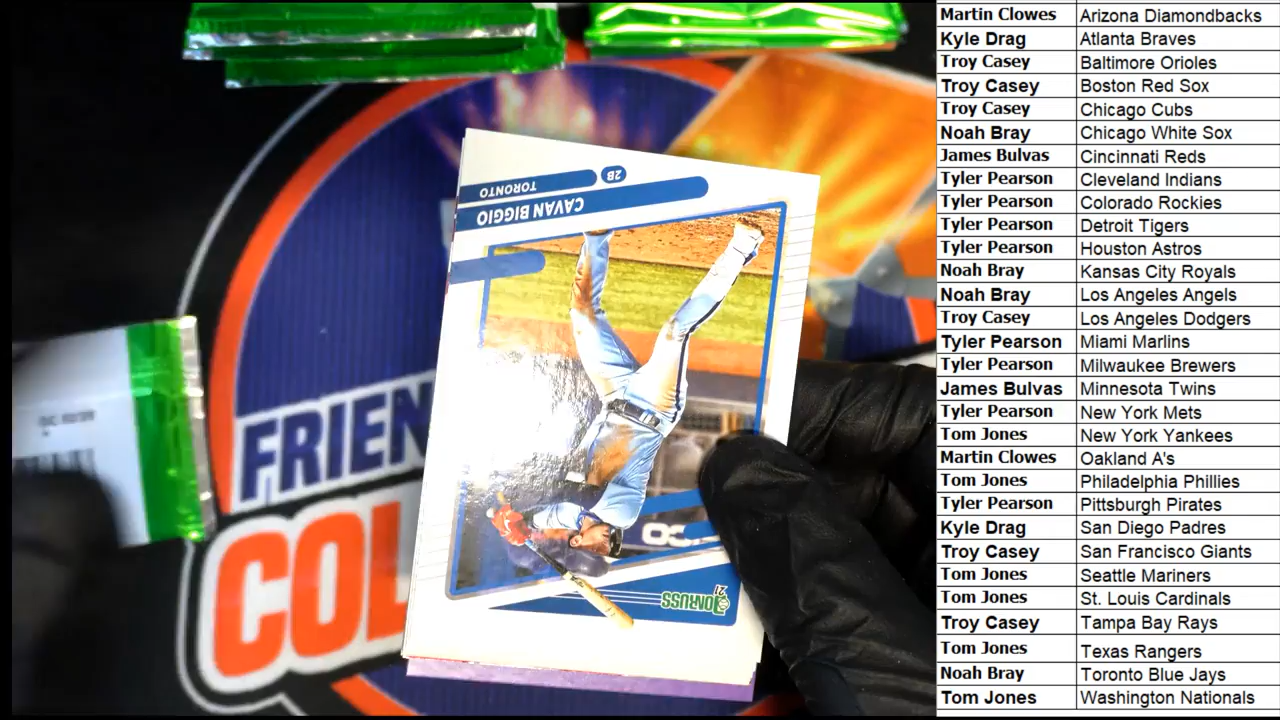 Martin Clowes Arizona Diamondbacks
Kyle Drag Atlanta Braves
Troy Casey Baltimore Orioles
Troy Casey Boston Red Sox
Troy Casey Chicago Cubs
Noah Bray Chicago White Sox
James Bulvas Cincinnati Reds
Tyler Pearson Cleveland Indians
Tyler Pearson Colorado Rockies
Tyler Pearson Detroit Tigers
Tyler Pearson Houston Astros
Noah Bray Kansas City Royals
Noah Bray Los Angeles Angels
Troy Casey Los Angeles Dodgers
Tyler Pearson Miami Marlins
Tyler Pearson Milwaukee Brewers
James Bulvas Minnesota Twins
Tyler Pearson New York Mets
Tom Jones New York Yankees
Martin Clowes Oakland A's
Tom Jones Philadelphia Phillies
Tyler Pearson Pittsburgh Pirates
Kyle Drag San Diego Padres
Troy Casey San Francisco Giants
Tom Jones Seattle Mariners
Tom Jones St. Louis Cardinals
Troy Casey Tampa Bay Rays
Tom Jones Texas Rangers
Noah Bray Toronto Blue Jays
Tom Jones Washington Nationals
2B
TORONTO
CAVAN BIGGIO
21
DONRUSS
FRIEN
COL